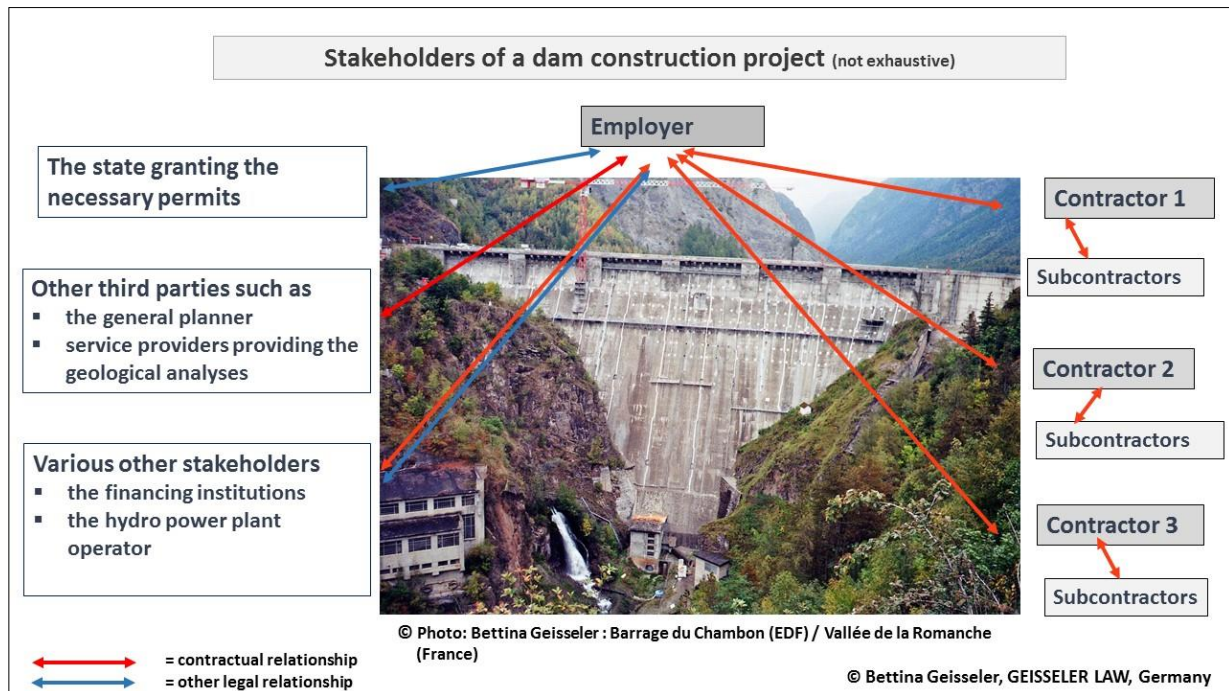 Stakeholders of a dam construction project (not exhaustive)
Employer
The state granting the
necessary permits
Other third parties such as
▪ the general planner
▪ service providers providing the
geological analyses
Various other stakeholders
▪ the financing institutions
▪ the hydro power plant
operator
Contractor 1
Subcontractors
Contractor 2
Subcontractors
Contractor 3
Subcontractors
© Photo: Bettina Geisseler : Barrage du Chambon (EDF) / Vallée de la Romanche
(France)
= contractual relationship
= other legal relationship
© Bettina Geisseler, GEISSELER LAW, Germany